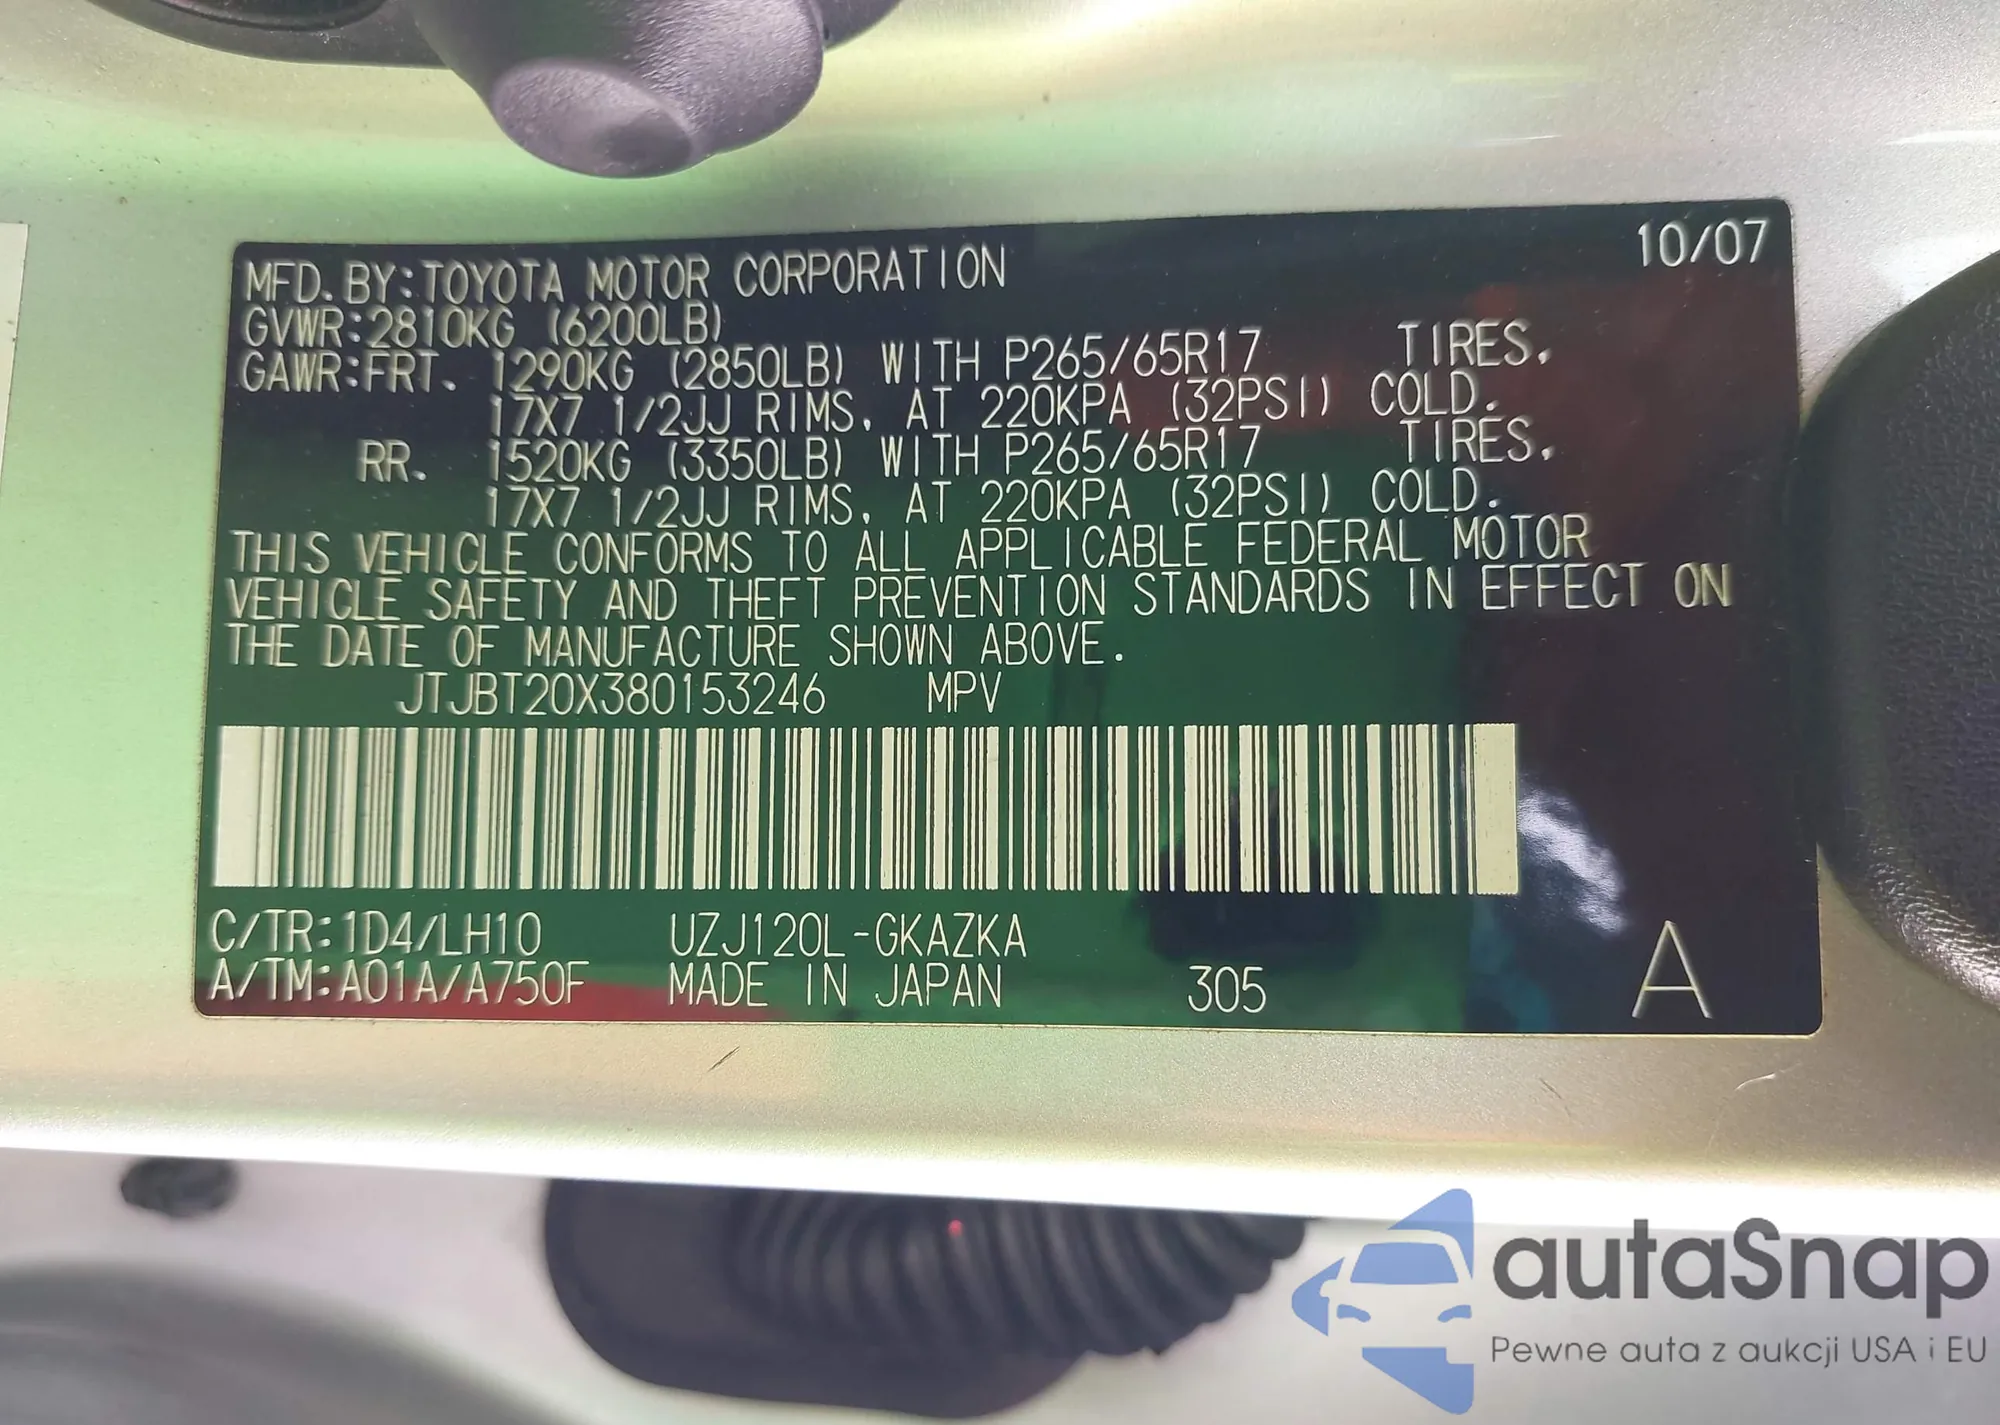 10/07
MFD.BY:TOYOTA MOTOR CORPORATION
GVWR:2810KG (6200LB)
GAWR:FRT. 1290KG (2850LB) WITH P265/65R17 TIRES,
17X7 1/2JJ RIMS, AT 220KPA (32PSI) COLD.
RR. 1520KG (3350LB) WITH P265/65R17 TIRES,
17X7 1/2JJ RIMS, AT 220KPA (32PSI) COLD.
THIS VEHICLE CONFORMS TO ALL APPLICABLE FEDERAL MOTOR
VEHICLE SAFETY AND THEFT PREVENTION STANDARDS IN EFFECT ON
THE DATE OF MANUFACTURE SHOWN ABOVE.
JTJBT20X380153246 MPV
C/TR:1D4/LH10 UZJ120L-GKAZKA
A/TM:A01A/A750F MADE IN JAPAN 305 A
autaSnap
Pewne auta z aukcji USA i EU